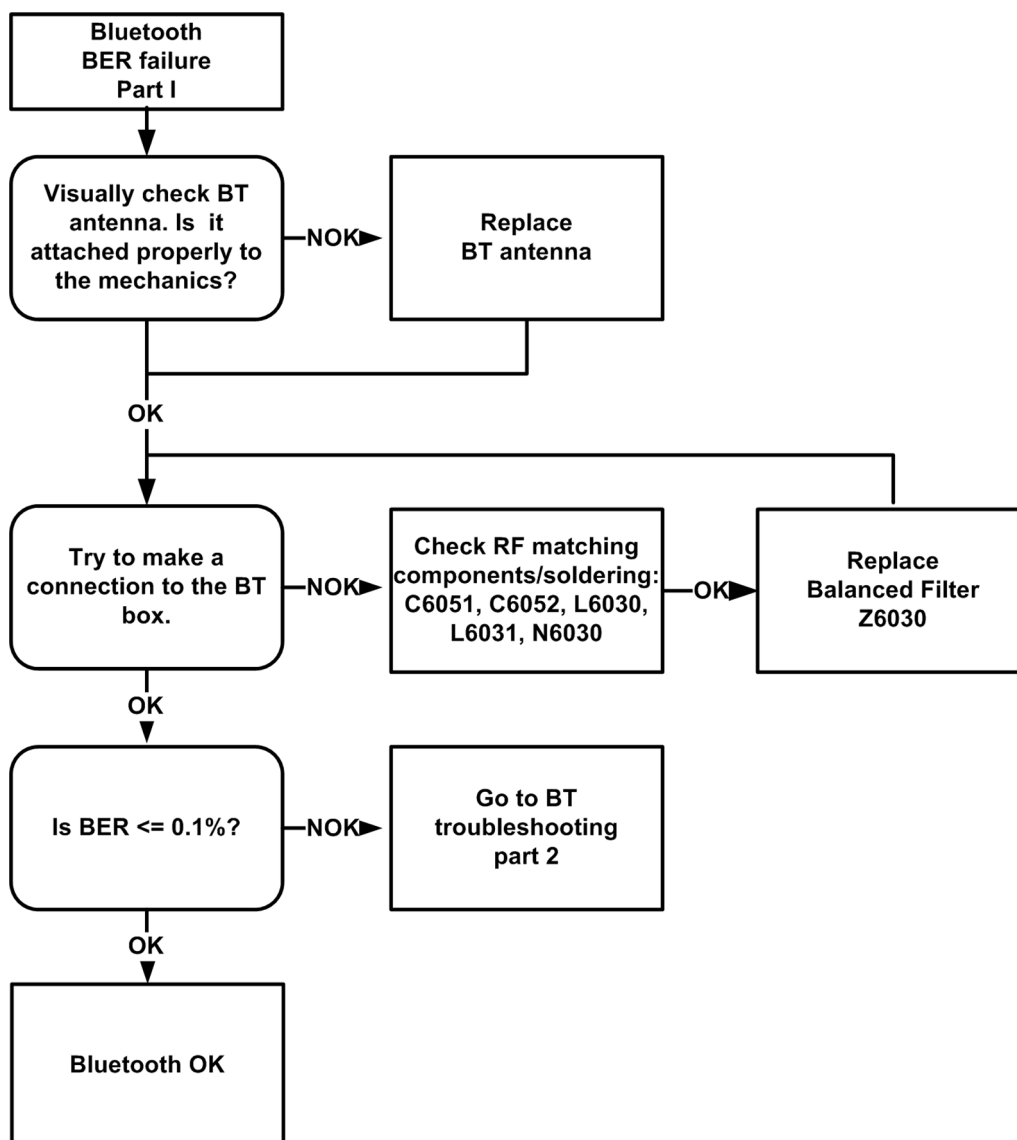 Bluetooth
BER failure
Part I
Visually check BT
antenna. Is it
attached properly to
the mechanics?
NOK
Replace
BT antenna
OK
Try to make a
connection to the BT
box.
NOK
Check RF matching
components/soldering:
C6051, C6052, L6030,
L6031, N6030
OK
Replace
Balanced Filter
Z6030
OK
Is BER <= 0.1%?
NOK
Go to BT
troubleshooting
part 2
OK
Bluetooth OK